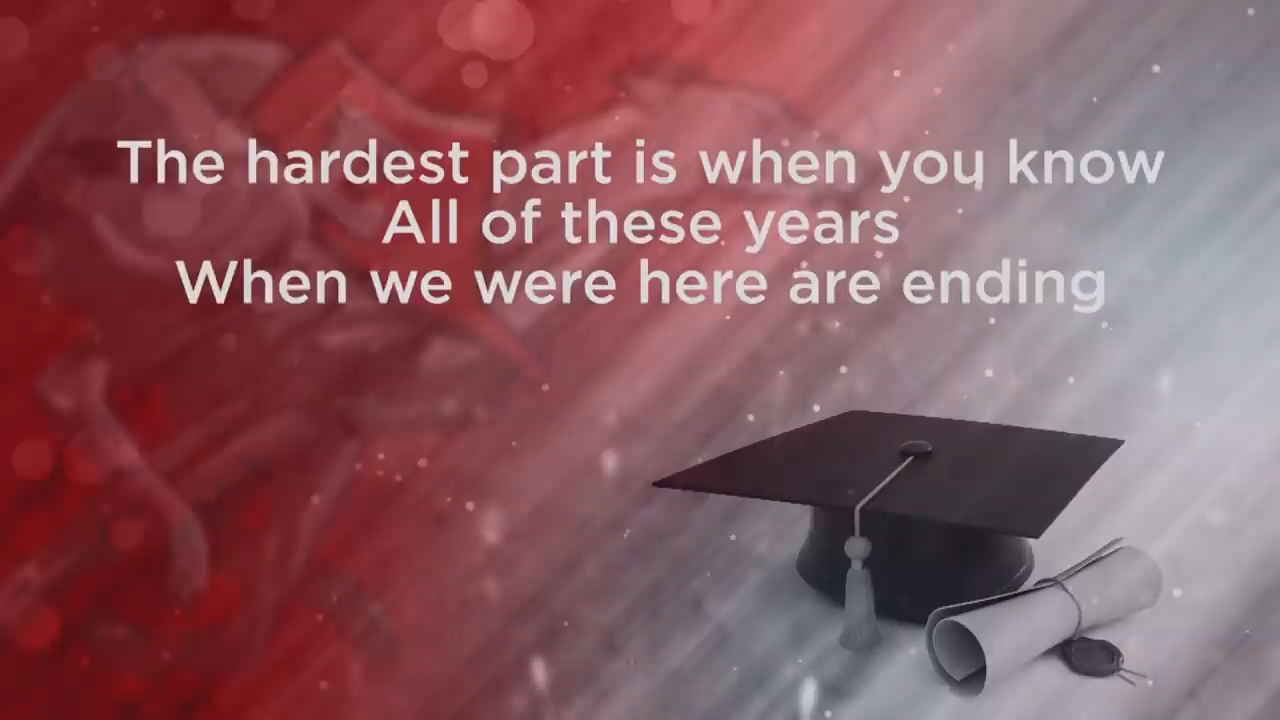 The hardest part is when you know
All of these years
When we were here are ending